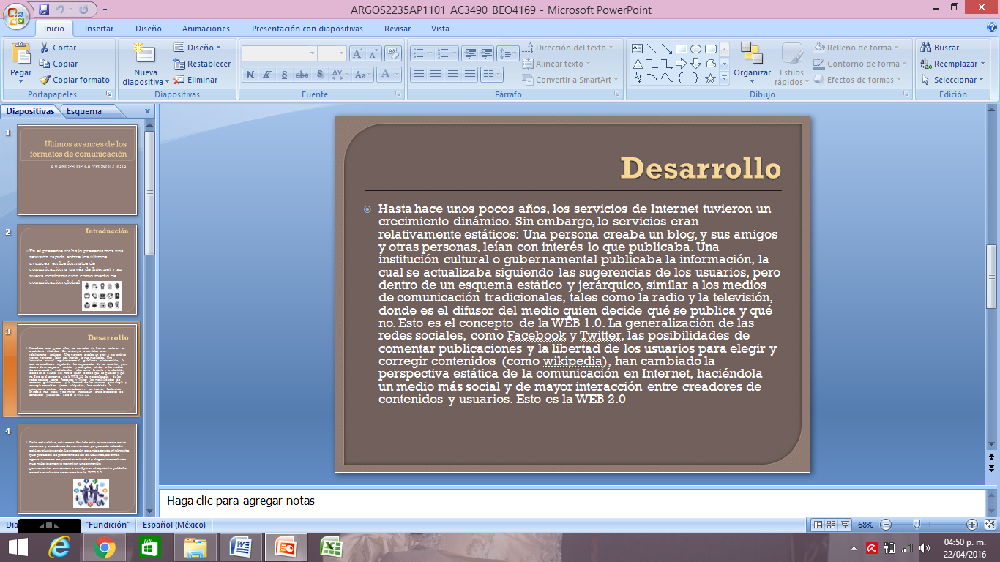 ARGOS2235AP1101_AC3490_BEO4169 - Microsoft PowerPoint
Inicio
Insertar
Diseño
Animaciones
Presentación con diapositivas
Revisar
Vista
Pegar
Cortar
Copiar
Copiar formato
Portapapeles
Nueva
diapositiva
Diseño
Restablecer
Eliminar
Diapositivas
N K S abc S AV Aa A
Fuente
Dirección del texto
Alinear texto
Convertir a SmartArt
Párrafo
Organizar
Estilos
rápidos
Relleno de forma
Contorno de forma
Efectos de formas
Dibujo
Buscar
Reemplazar
Seleccionar
Edición
Diapositivas
Esquema
x
1
Últimos avances de los
formatos de comunicación
AVANCES DE LA TECNOLOGIA
2
Introducción
En el presente trabajo presentamos una
revisión rápida sobre los últimos
avances en los formatos de
comunicación a través de Internet y su
nueva conformación como medio de
comunicación global
3
Desarrollo
4
Desarrollo
Hasta hace unos pocos años, los servicios de Internet tuvieron un
crecimiento dinámico. Sin embargo, lo servicios eran
relativamente estáticos: Una persona creaba un blog, y sus amigos
y otras personas, leían con interés lo que publicaba. Una
institución cultural o gubernamental publicaba la información, la
cual se actualizaba siguiendo las sugerencias de los usuarios, pero
dentro de un esquema estático y jerárquico, similar a los medios
de comunicación tradicionales, tales como la radio y la televisión,
donde es el difusor del medio quien decide qué se publica y qué
no. Esto es el concepto de la WEB 1.0. La generalización de las
redes sociales, como Facebook y Twitter, las posibilidades de
comentar publicaciones y la libertad de los usuarios para elegir y
corregir contenidos (como wikipedia), han cambiado la
perspectiva estática de la comunicación en Internet, haciéndola
un medio más social y de mayor interacción entre creadores de
contenidos y usuarios. Esto es la WEB 2.0
Haga clic para agregar notas
Dia
"Fundición"
Español (México)
68%
04:50 p. m.
22/04/2016